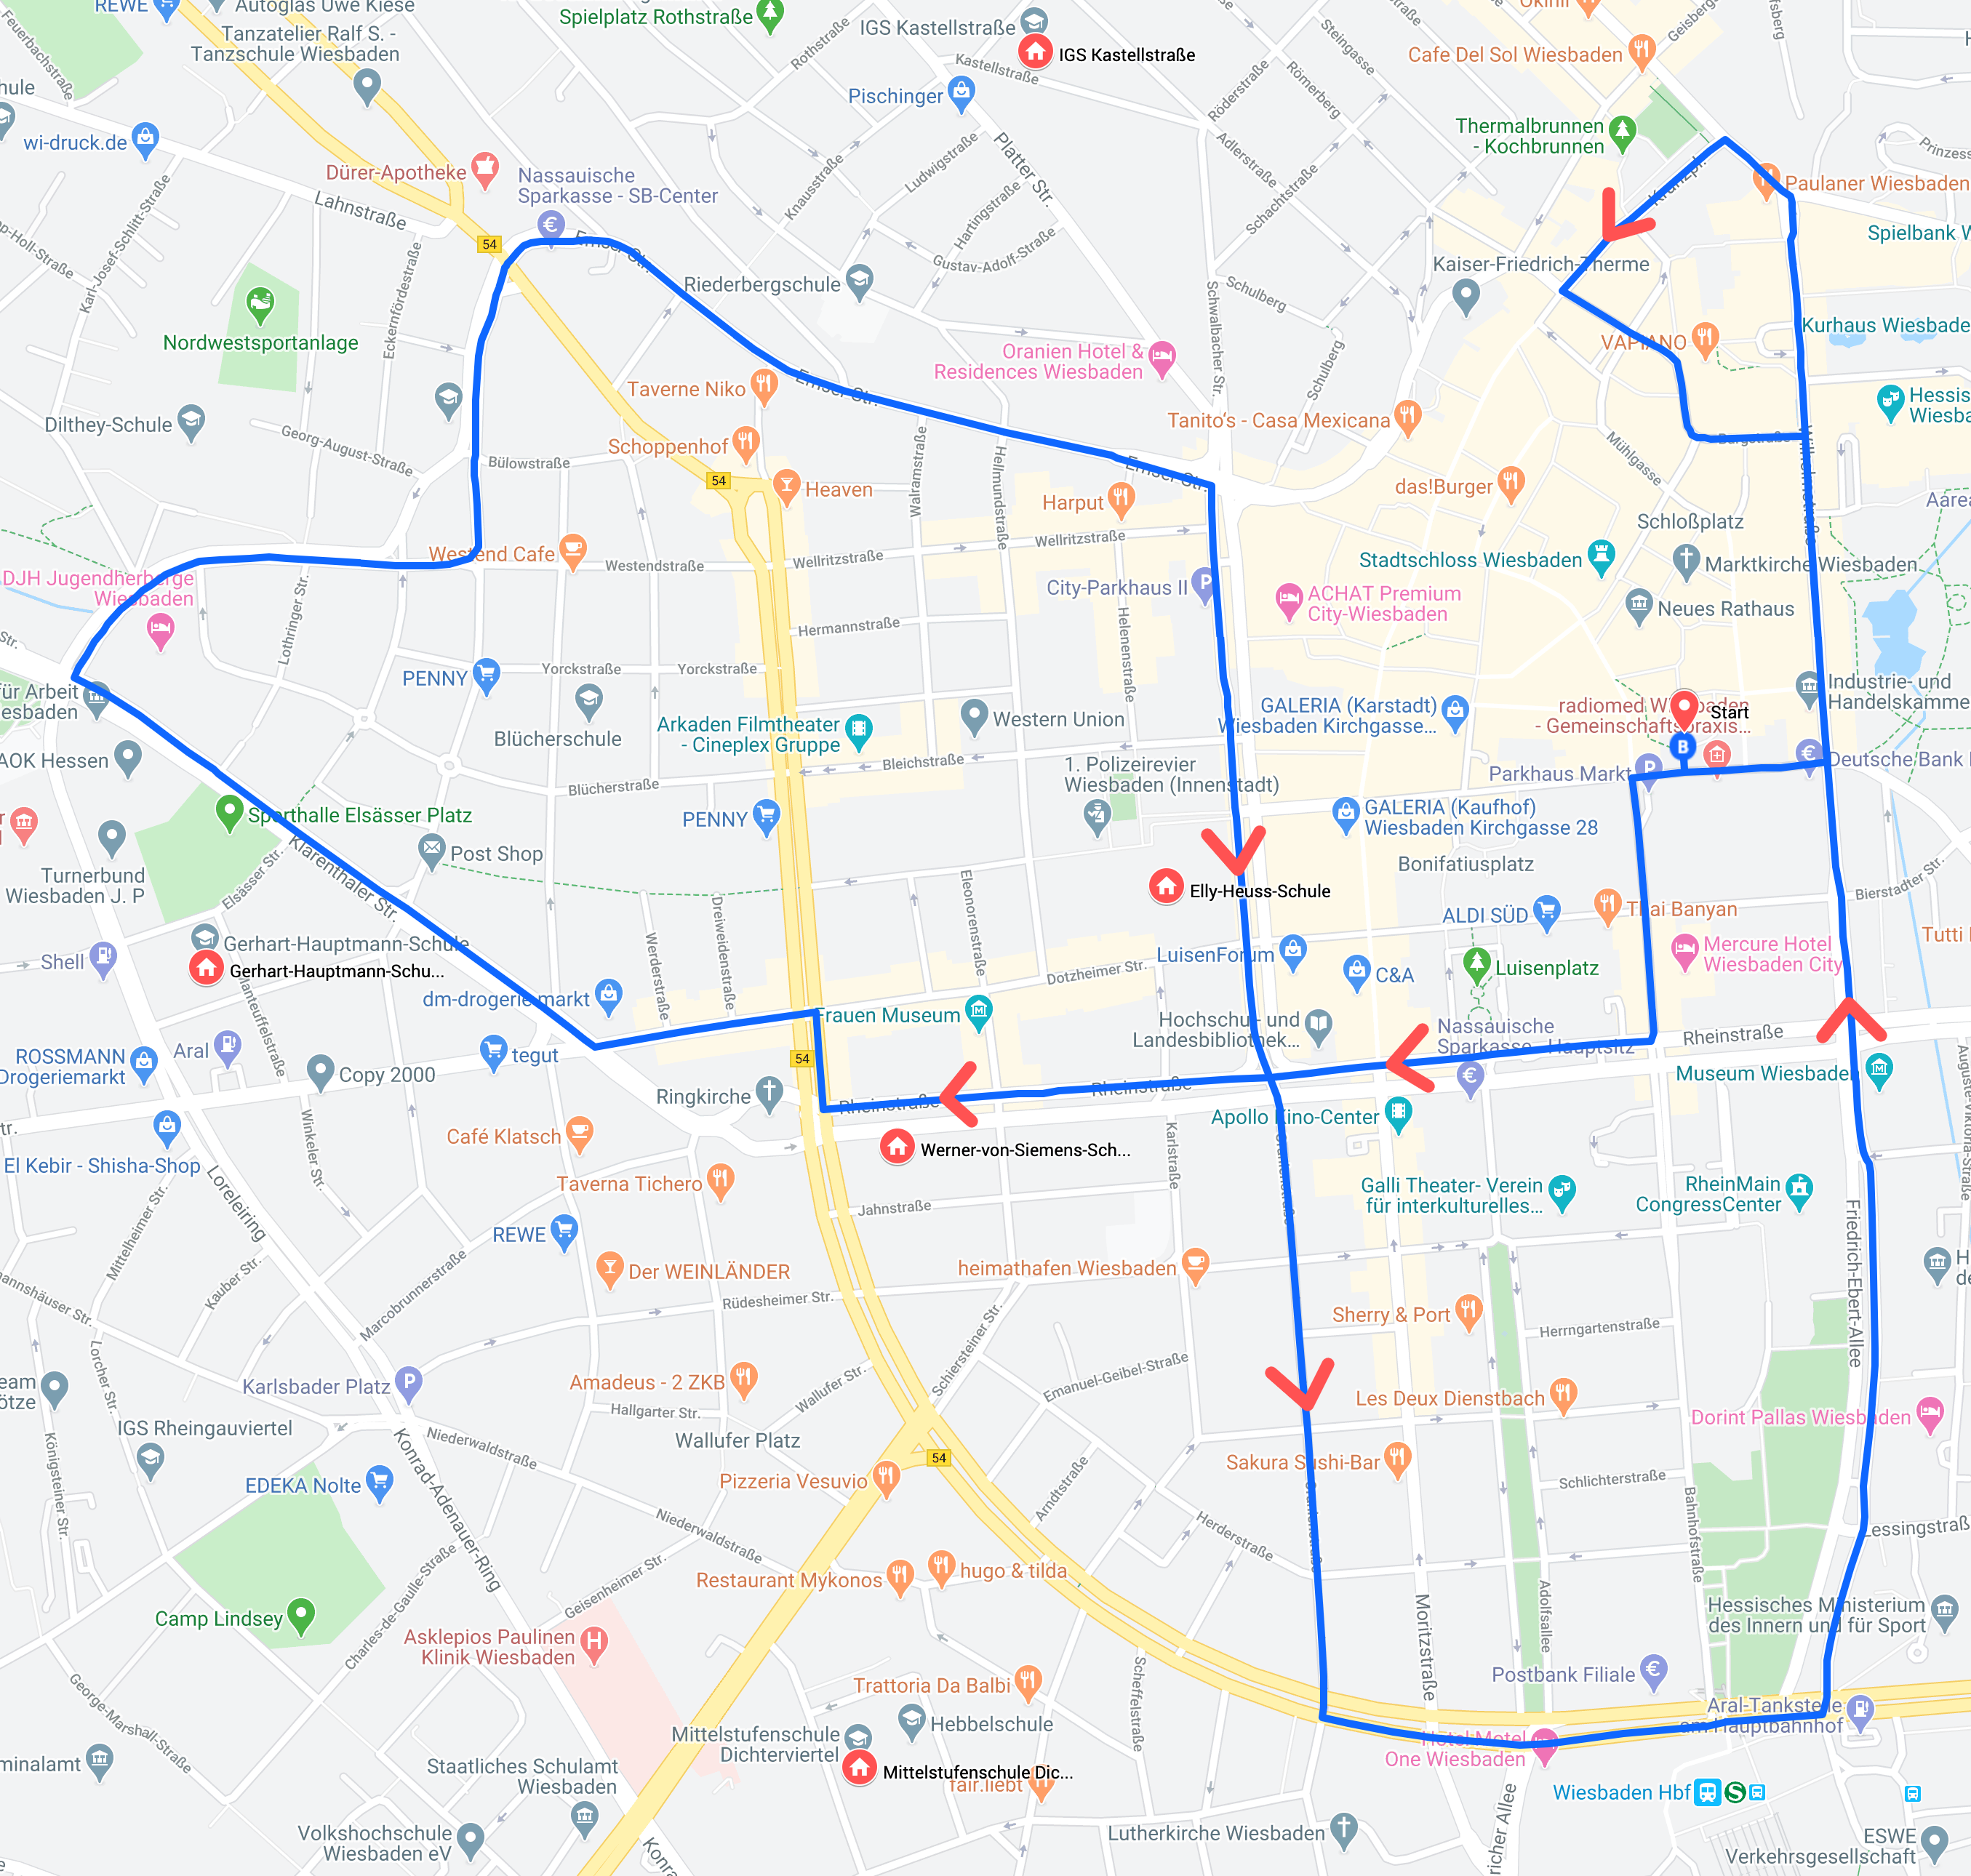 REWE
Autoglas Uwe Kiese
Tanzatelier Ralf S. -
Tanzschule Wiesbaden
Spielplatz Rothstraße
Rothstraße
IGS Kastellstraße
IGS Kastellstraße
Kastellstraße
Steingasse
Römerberg
Röderstraße
Cafe Del Sol Wiesbaden
Geisbergs
Feuerbachstraße
wi-druck.de
Dürer-Apotheke
Nassauische
Sparkasse - SB-Center
Pischinger
Platter Str.
Ludwigstraße
Knausstraße
Hartingstraße
Gustav-Adolf-Straße
Adlerstraße
Schachtstraße
Thermalbrunnen
- Kochbrunnen
Kranzpl.
Paulaner Wiesbaden
Spielbank W
Lahnstraße
Karl-Josef-Schlitt-Straße
Eckernfördestraße
54
Emser Str.
Riederbergschule
Schwalbacher Str.
Schulberg
Schulberg
Kaiser-Friedrich-Therme
Kurhaus Wiesbade
VAPIANO
Nordwestsportanlage
Oranien Hotel &
Residences Wiesbaden
Taverne Niko
Emser Str.
Tanito's - Casa Mexicana
Hessis
Wiesba
Dilthey-Schule
Georg-August-Straße
Bülowstraße
Schoppenhof
Emser Str.
Burgstraße
Mühlgasse
Wilhelmstraße
54
Heaven
Walramstraße
Hellmundstraße
Harput
das!Burger
Schloßplatz
Stadtschloss Wiesbaden
Marktkirche Wiesbaden
Neues Rathaus
Westend Cafe
Westendstraße
Wellritzstraße
Wellritzstraße
City-Parkhaus II
ACHAT Premium
City-Wiesbaden
DJH Jugendherberge
Wiesbaden
Lothringer Str.
Hermannstraße
Helenenstraße
PENNY
Yorckstraße
Yorckstraße
Blücherschule
Arkaden Filmtheater
- Cineplex Gruppe
Western Union
GALERIA (Karstadt)
Wiesbaden Kirchgasse...
Start
B
Industrie- und
Handelskamme
für Arbeit
esbaden
AOK Hessen
Bleichstraße
Blücherstraße
1. Polizeirevier
Wiesbaden (Innenstadt)
Parkhaus Markt
Deutsche Bank
PENNY
GALERIA (Kaufhof)
Wiesbaden Kirchgasse 28
Sporthalle Elsässer Platz
Klarenthaler Str.
Post Shop
Elsässer Str.
Bonifatiusplatz
Turnerbund
Wiesbaden J. P
Elly-Heuss-Schule
Bierstadter Str.
ALDI SÜD
Thai Banyan
Gerhart-Hauptmann-Schule
Gerhart-Hauptmann-Schu...
Shell
Werderstraße
Dreiweidenstraße
Eleonorenstraße
Dotzheimer Str.
LuisenForum
C&A
Luisenplatz
Mercure Hotel
Wiesbaden City
Tutti
dm-drogerie markt
Frauen Museum
Hochschul- und
Landesbibliothek...
Nassauische
Sparkasse - Hauptsitz
Rheinstraße
ROSSMANN
Drogeriemarkt
Aral
tegut
Copy 2000
54
Ringkirche
Rheinstraße
Rheinstraße
Museum Wiesbaden
Apollo Kino-Center
Werner-von-Siemens-Sch...
El Kebir - Shisha-Shop
Café Klatsch
Winkeler Str.
Karlstraße
Oranienstraße
Taverna Tichero
Loreleiring
Mittelheimer Str.
Jahnstraße
Galli Theater- Verein
für interkulturelles...
RheinMain
CongressCenter
Friedrich-Ebert-Allee
REWE
Kauber Str.
Marcobrunnerstraße
Der WEINLÄNDER
Rüdesheimer Str.
heimathafen Wiesbaden
Sherry & Port
Herrngartenstraße
Lorcher Str.
Karlsbader Platz
Amadeus - 2 ZKB
Wallufer Str.
Schiersteiner Str.
Emanuel-Geibel-Straße
Les Deux Dienstbach
Dorint Pallas Wiesbaden
IGS Rheingauviertel
Hallgarter Str.
Wallufer Platz
Niederwaldstraße
Königsteiner Str.
Konrad-Adenauer-Ring
54
Pizzeria Vesuvio
EDEKA Nolte
Arndtstraße
Sakura Sushi-Bar
Schlichterstraße
Bahnhofstraße
Niederwaldstraße
Herderstraße
Oranienstraße
Lessingstraß
Charles-de-Gaulle-Straße
Geisenheimer Str.
Restaurant Mykonos
hugo & tilda
Moritzstraße
Adolfsallee
Hessisches Ministerium
des Innern und für Sport
Camp Lindsey
Asklepios Paulinen
Klinik Wiesbaden
Scheffelstraße
Postbank Filiale
Trattoria Da Balbi
Aral-Tankstelle
am Hauptbahnhof
George-Marshall-Straße
Mittelstufenschule
Dichterviertel
Hebbelschule
Hotel Motel
One Wiesbaden
Mittelstufenschule Dic...
fair.liebt
Staatliches Schulamt
Wiesbaden
Wiesbaden Hbf
minalamt
Volkshochschule
Wiesbaden eV
Lutherkirche Wiesbaden
richer Allee
ESWE
Verkehrsgesellschaft